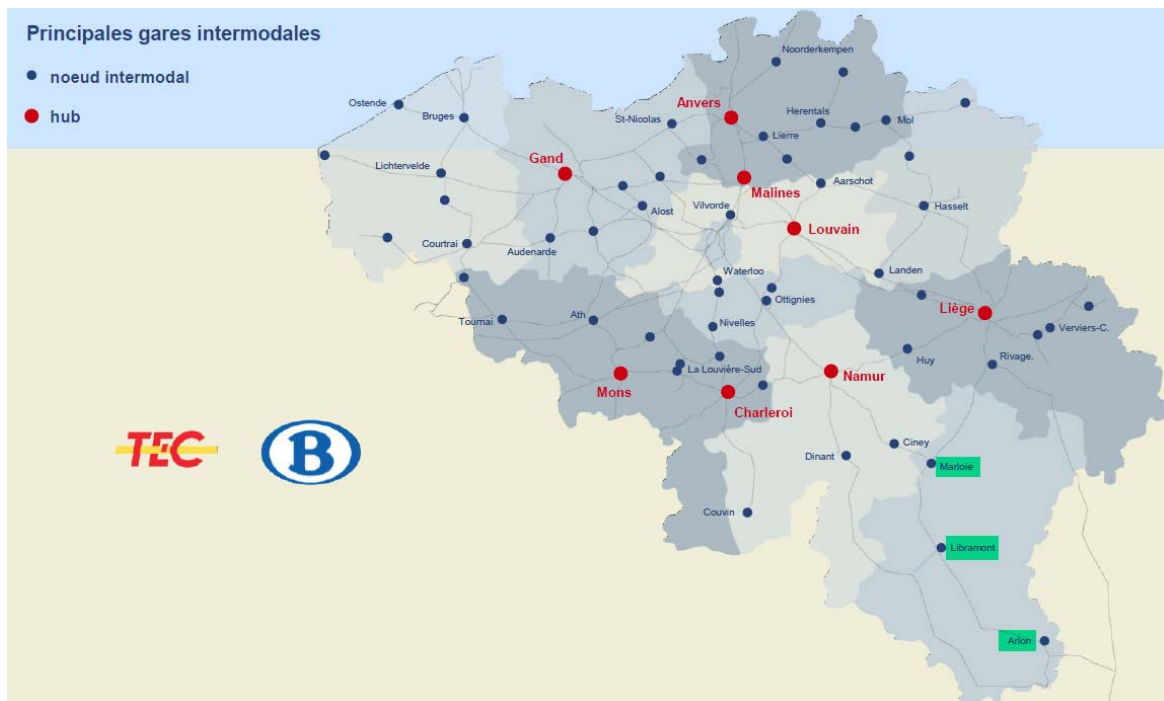 Principales gares intermodales
noeud intermodal
hub
Noorderkempen
Ostende
Anvers
Herentals
Bruges
St-Nicolas
Mol
Lierre
Gand
Lichtervelde
Malines
Aarschot
Alost
Vilvorde
Hasselt
Louvain
Courtrai
Audenarde
Waterloo
Landen
Ottignies
Liège
Tournai
Ath.
Nivelles
Verviers-C.
Huy
Rivage.
La Louvière-Sud
Mons
Namur
Charleroi
TEC
B
Ciney
Dinant
Marloie
Couvin
Libramont
Arlon